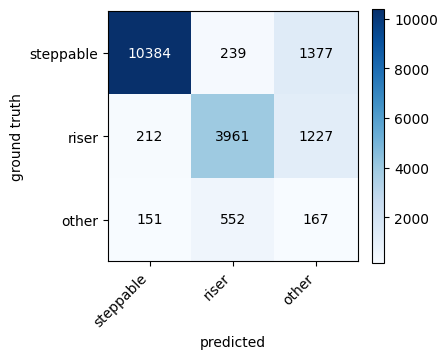 steppable 10384 239 1377
riser 212 3961 1227
other 151 552 167
steppable riser other
predicted
ground truth
10000
8000
6000
4000
2000